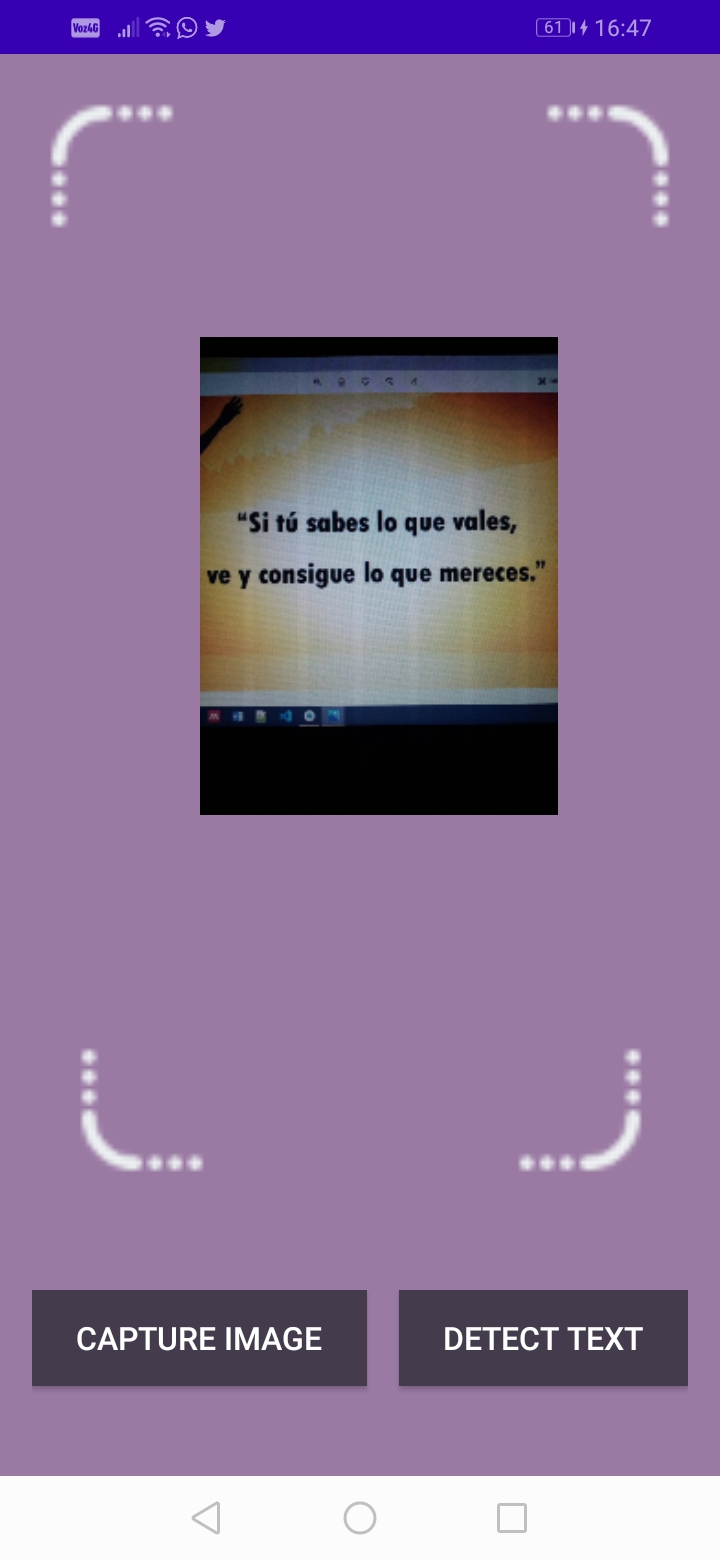 Voz4G
61
16:47
“Si tú sabes lo que vales,
ve y consigue lo que mereces.”
CAPTURE IMAGE
DETECT TEXT